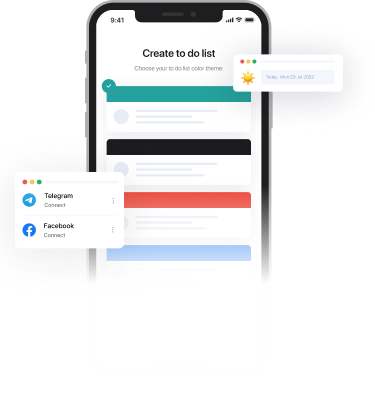 9:41
Create to do list
Choose your to do list color theme:
Today, Mon 20 Jul 2022
Telegram
Connect
Facebook
Connect